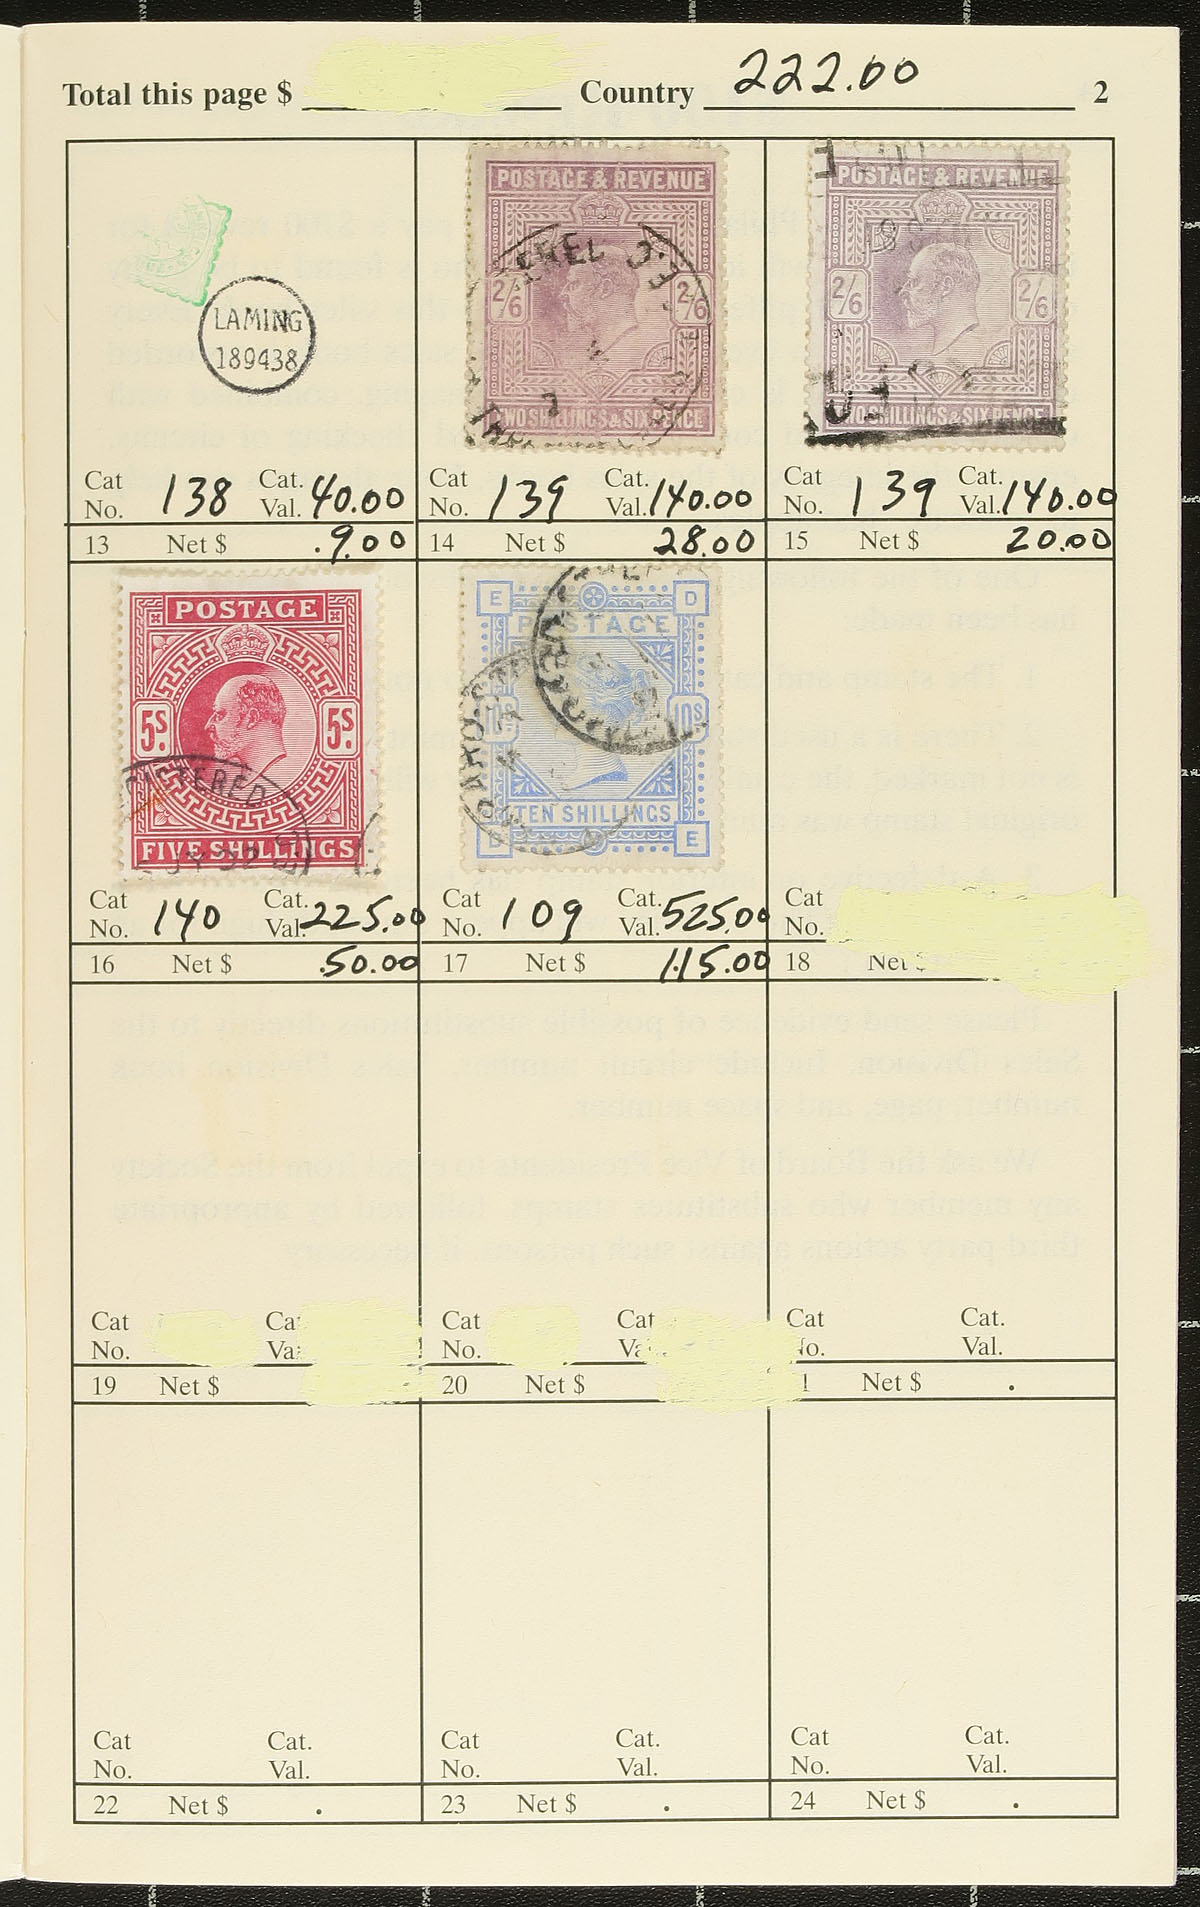 Total this page $ Country 222.00 2
LAMING
189438
POSTAGE & REVENUE
2/6 2/6
TWO SHILLINGS & SIX PENCE
POSTAGE & REVENUE
2/6 2/6
TWO SHILLINGS & SIX PENCE
Cat No. 138 Cat. Val. 40.00
13 Net $ 9.00
Cat No. 139 Cat. Val. 140.00
14 Net $ 28.00
Cat No. 139 Cat. Val. 140.00
15 Net $ 20.00
POSTAGE
5s. 5s.
FIVE SHILLINGS
E D
POSTAGE
10s 10s
TEN SHILLINGS
D E
Cat No. 140 Cat. Val. 225.00
16 Net $ 50.00
Cat No. 109 Cat. Val. 525.00
17 Net $ 115.00
Cat No.
18 Net $
Cat No.
19 Net $
Cat No.
20 Net $
Cat No. Cat. Val.
Net $ .
Cat No. Cat. Val.
22 Net $ .
Cat No. Cat. Val.
23 Net $ .
Cat No. Cat. Val.
24 Net $ .